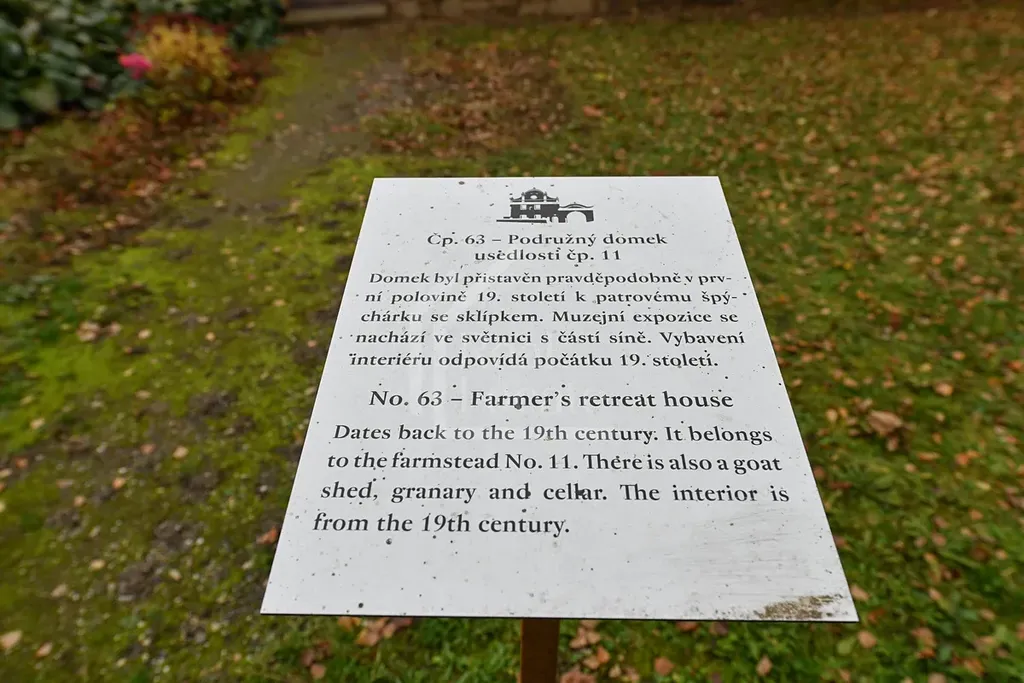 Čp. 63 – Podružný domek
usedlosti čp. 11
Domek byl přistavěn pravděpodobně v prv-
ní polovině 19. století k patrovému špý-
chárku se sklípkem. Muzejní expozice se
nachází ve světnici s částí síně. Vybavení
interiéru odpovídá počátku 19. století.
No. 63 – Farmer's retreat house
Dates back to the 19th century. It belongs
to the farmstead No. 11. There is also a goat
shed, granary and cellar. The interior is
from the 19th century.